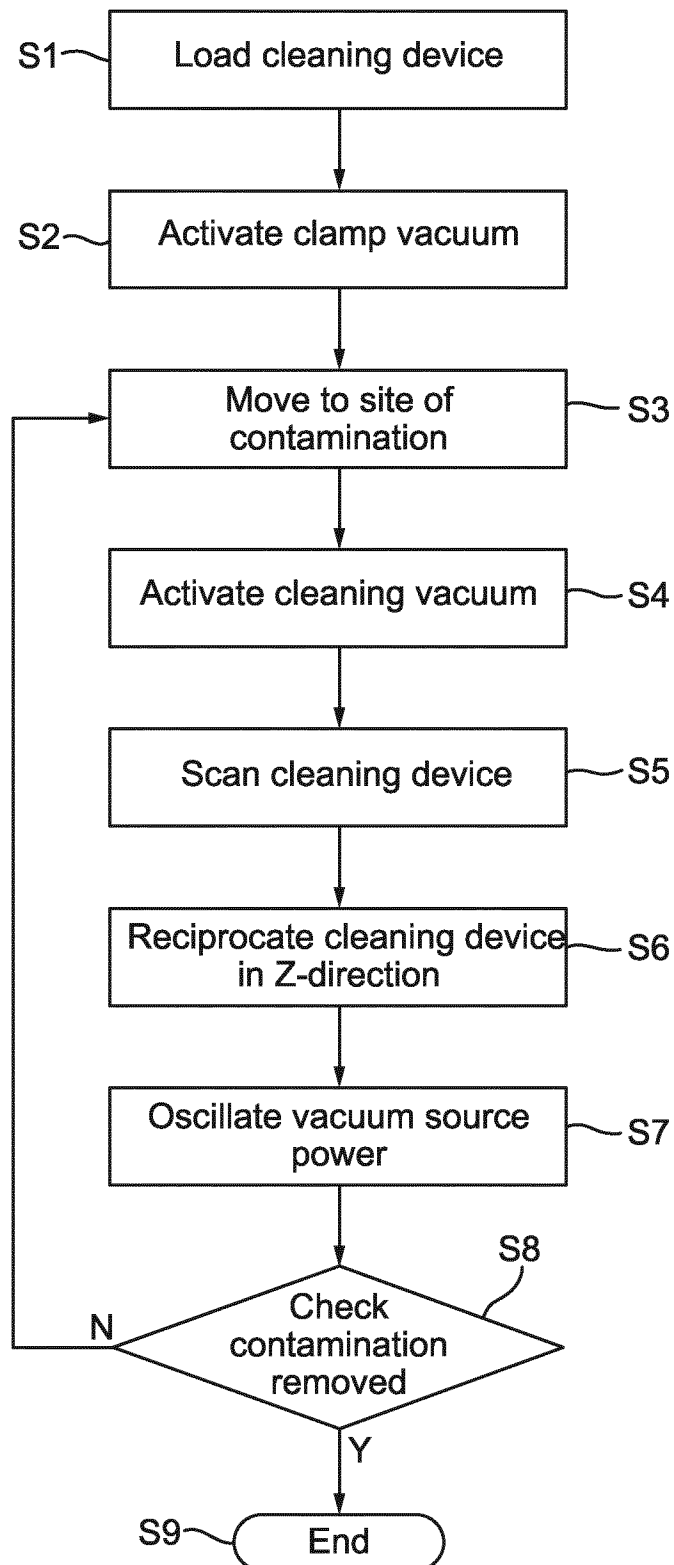 S1
Load cleaning device
S2
Activate clamp vacuum
Move to site of
contamination
S3
Activate cleaning vacuum
S4
Scan cleaning device
S5
Reciprocate cleaning device
in Z-direction
S6
Oscillate vacuum source
power
S7
S8
Check
contamination
removed
N
Y
S9
End